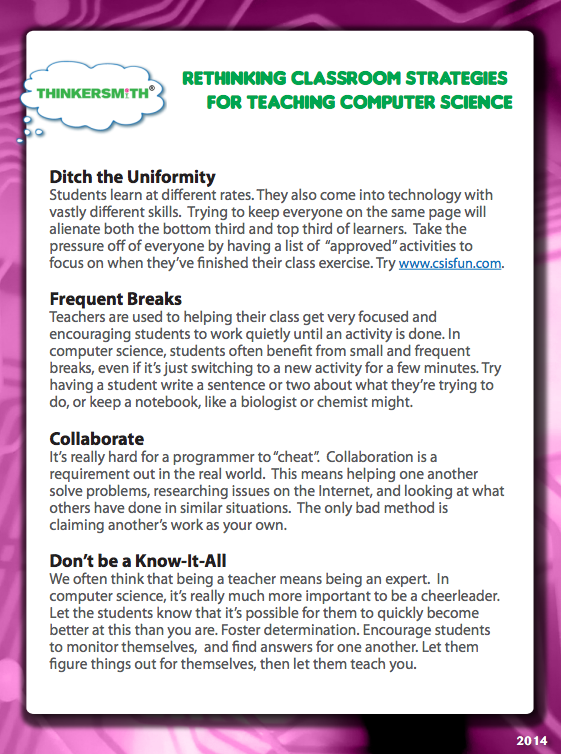 THINKERSMITH®
RETHINKING CLASSROOM STRATEGIES
FOR TEACHING COMPUTER SCIENCE
Ditch the Uniformity
Students learn at different rates. They also come into technology with
vastly different skills.  Trying to keep everyone on the same page will
alienate both the bottom third and top third of learners.  Take the
pressure off of everyone by having a list of  “approved” activities to
focus on when they’ve finished their class exercise. Try www.csisfun.com.
Frequent Breaks
Teachers are used to helping their class get very focused and
encouraging students to work quietly until an activity is done. In
computer science, students often benefit from small and frequent
breaks, even if it’s just switching to a new activity for a few minutes. Try
having a student write a sentence or two about what they’re trying to
do, or keep a notebook, like a biologist or chemist might.
Collaborate
It’s really hard for a programmer to “cheat”.  Collaboration is a
requirement out in the real world.  This means helping one another
solve problems, researching issues on the Internet, and looking at what
others have done in similar situations.  The only bad method is
claiming another’s work as your own.
Don’t be a Know-It-All
We often think that being a teacher means being an expert.  In
computer science, it’s really much more important to be a cheerleader.
Let the students know that it’s possible for them to quickly become
better at this than you are. Foster determination. Encourage students
to monitor themselves,  and find answers for one another. Let them
figure things out for themselves, then let them teach you.
2014